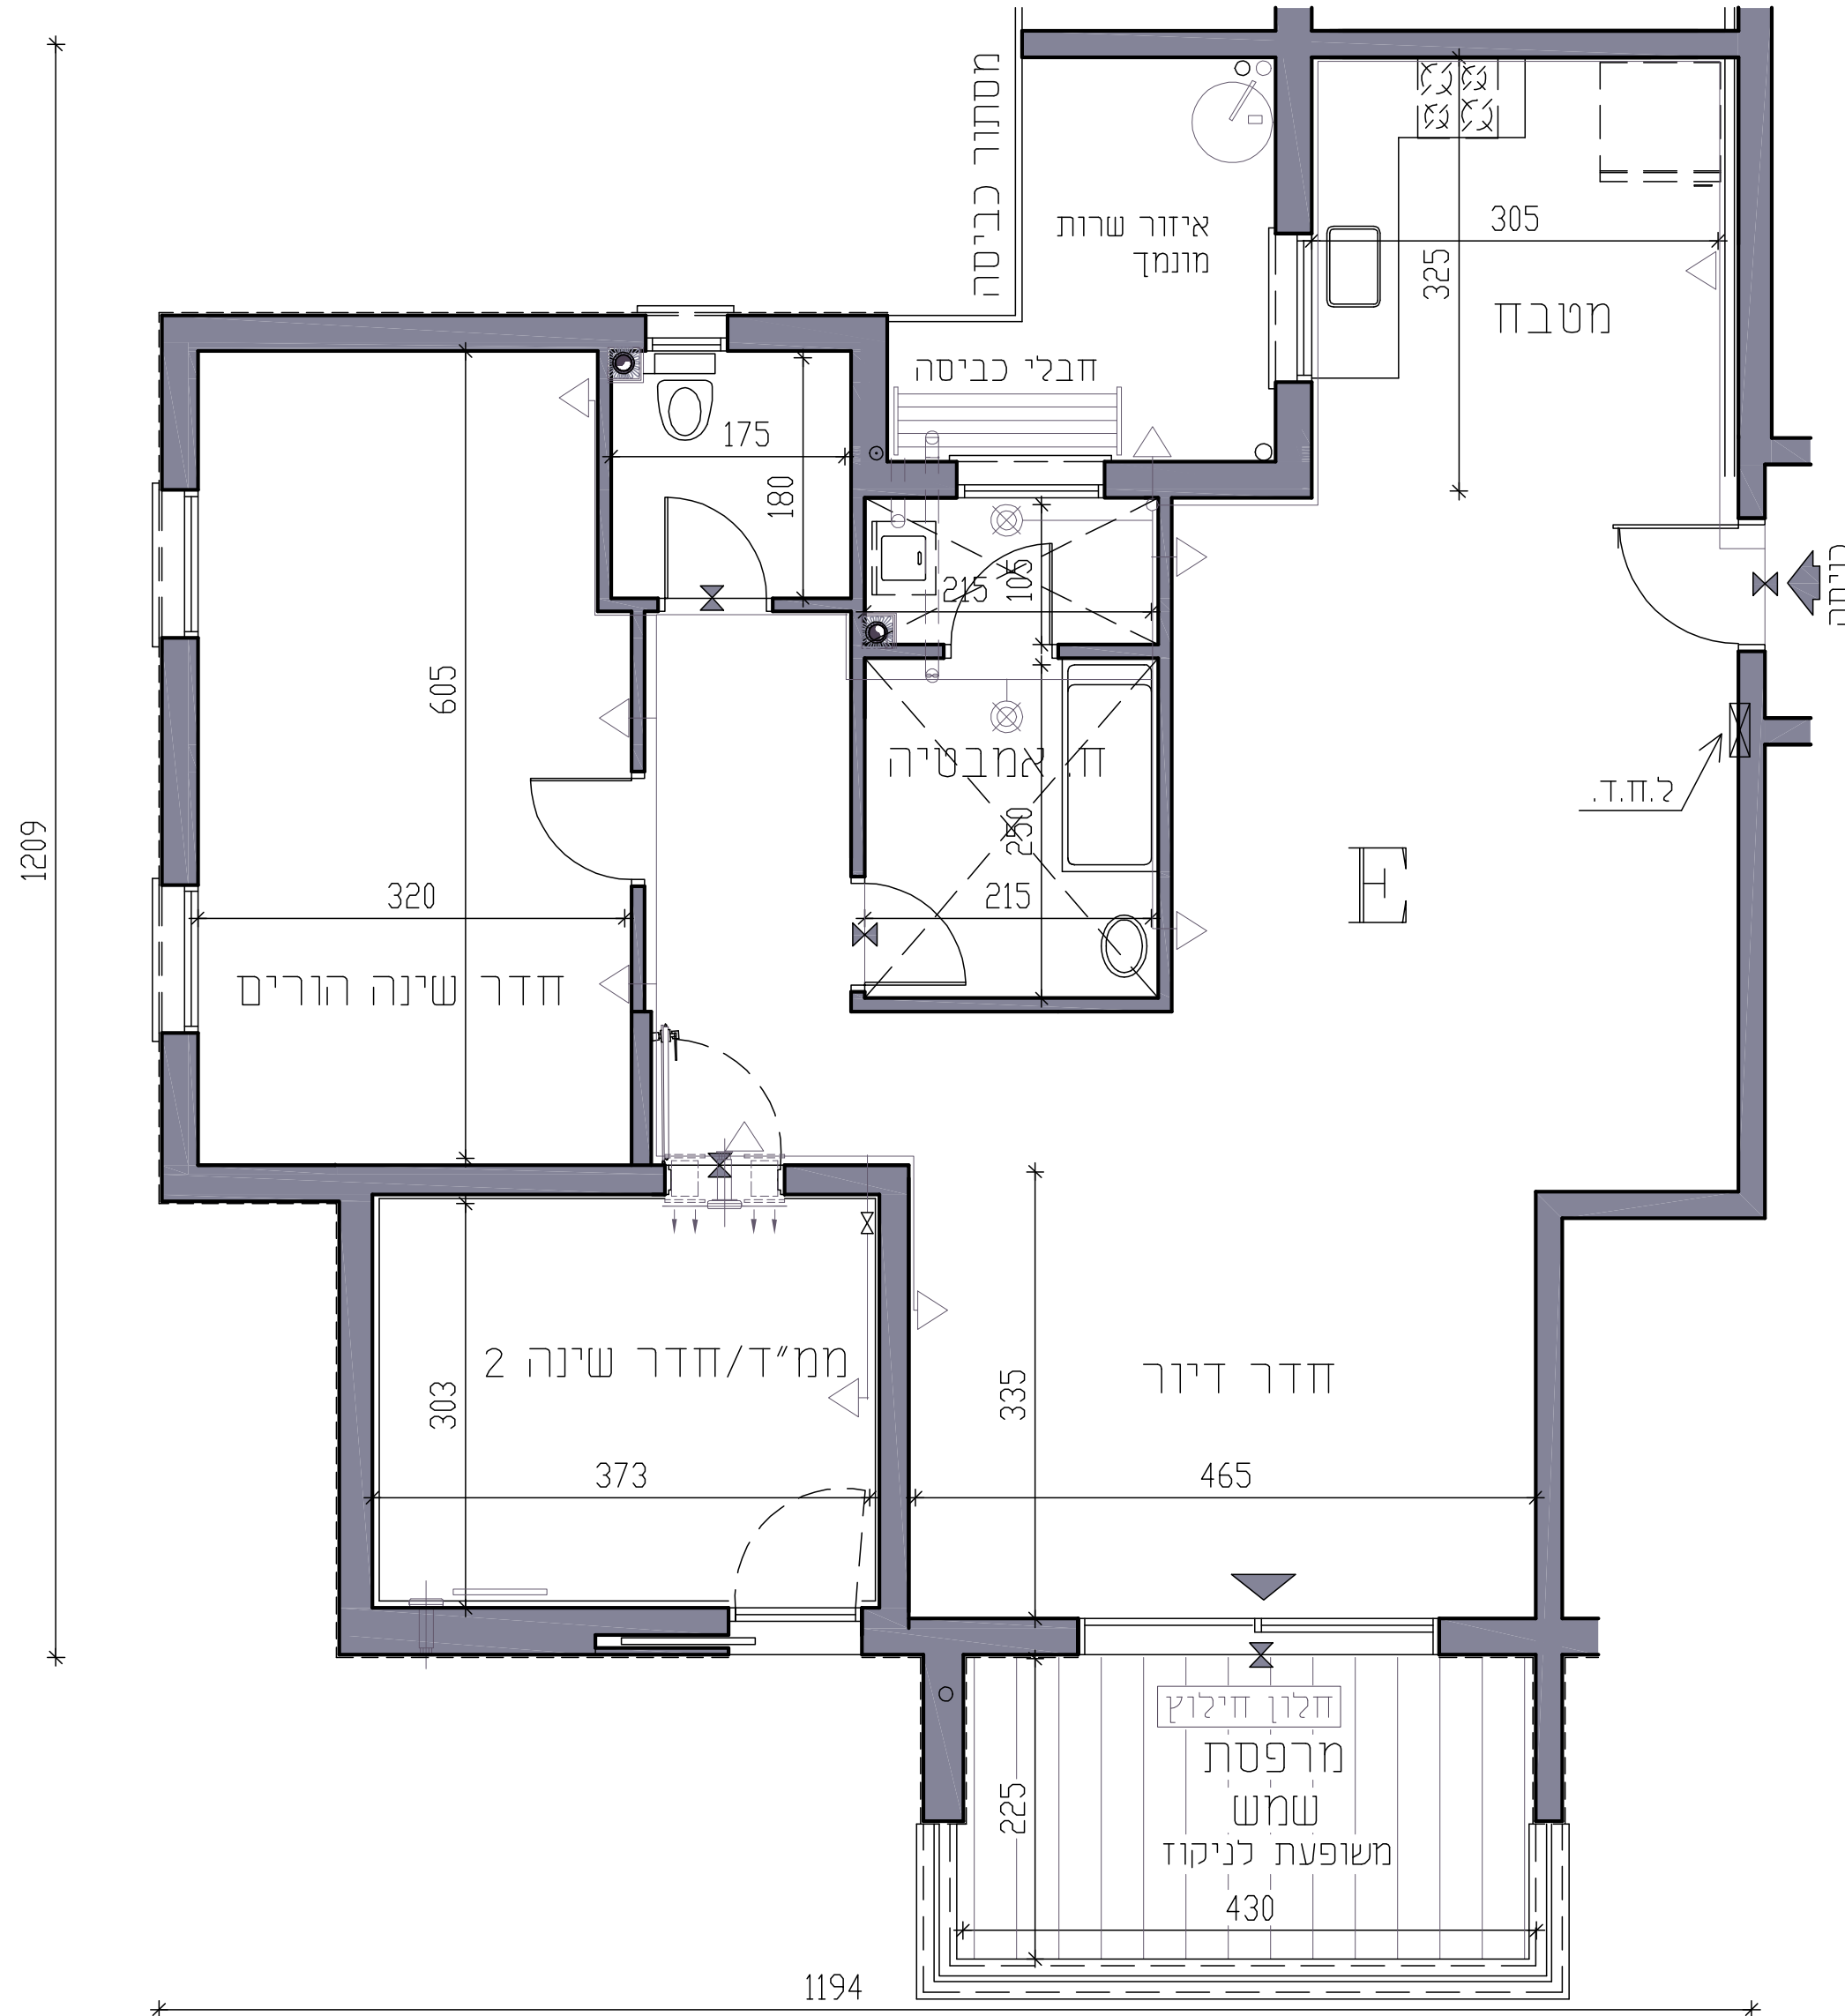 מסתור כביסה
איזור שרות
מונמך
305
325
מטבח
חבלי כביסה
175
180
215
105
כניסה
605
ח. אמבטיה
250
ל.ח.ד.
E
1209
320
215
חדר שינה הורים
ממ"ד/חדר שינה 2
303
373
חדר דיור
335
465
חלון חילוץ
מרפסת
שמש
משופעת לניקוז
225
430
1194